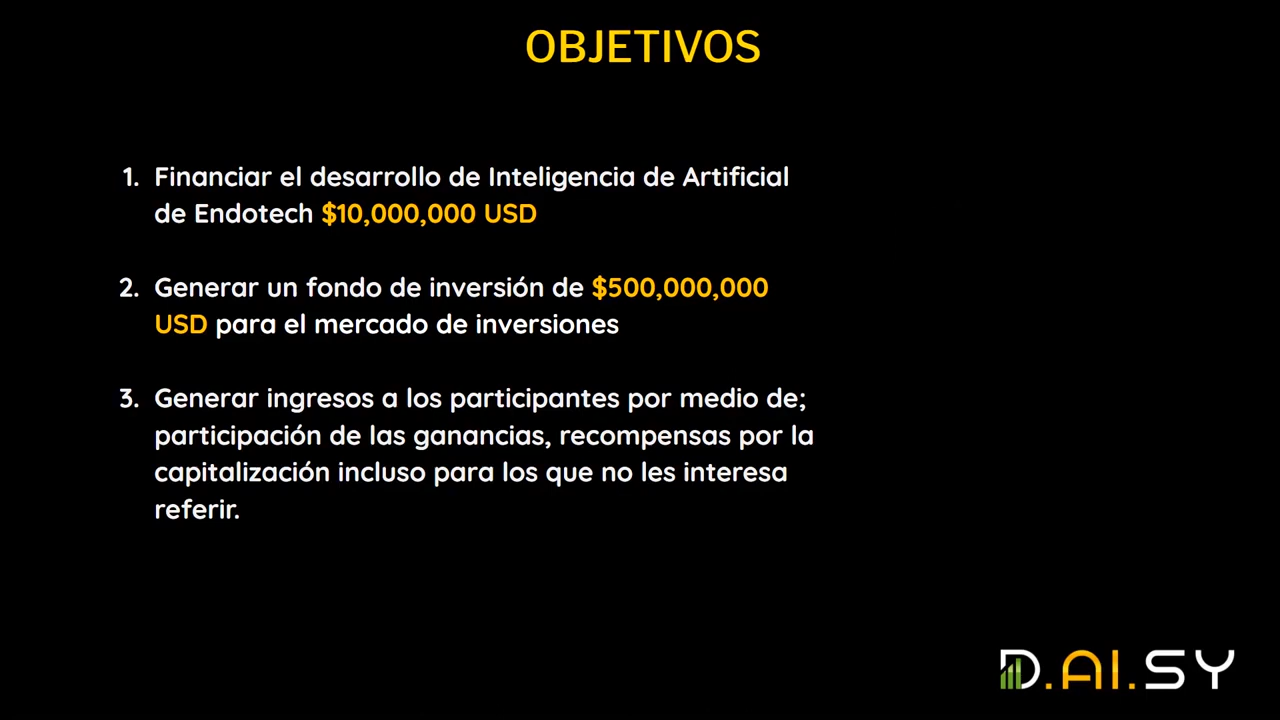 OBJETIVOS
1. Financiar el desarrollo de Inteligencia de Artificial
de Endotech $10,000,000 USD
2. Generar un fondo de inversión de $500,000,000
USD para el mercado de inversiones
3. Generar ingresos a los participantes por medio de;
participación de las ganancias, recompensas por la
capitalización incluso para los que no les interesa
referir.
D.AI.SY